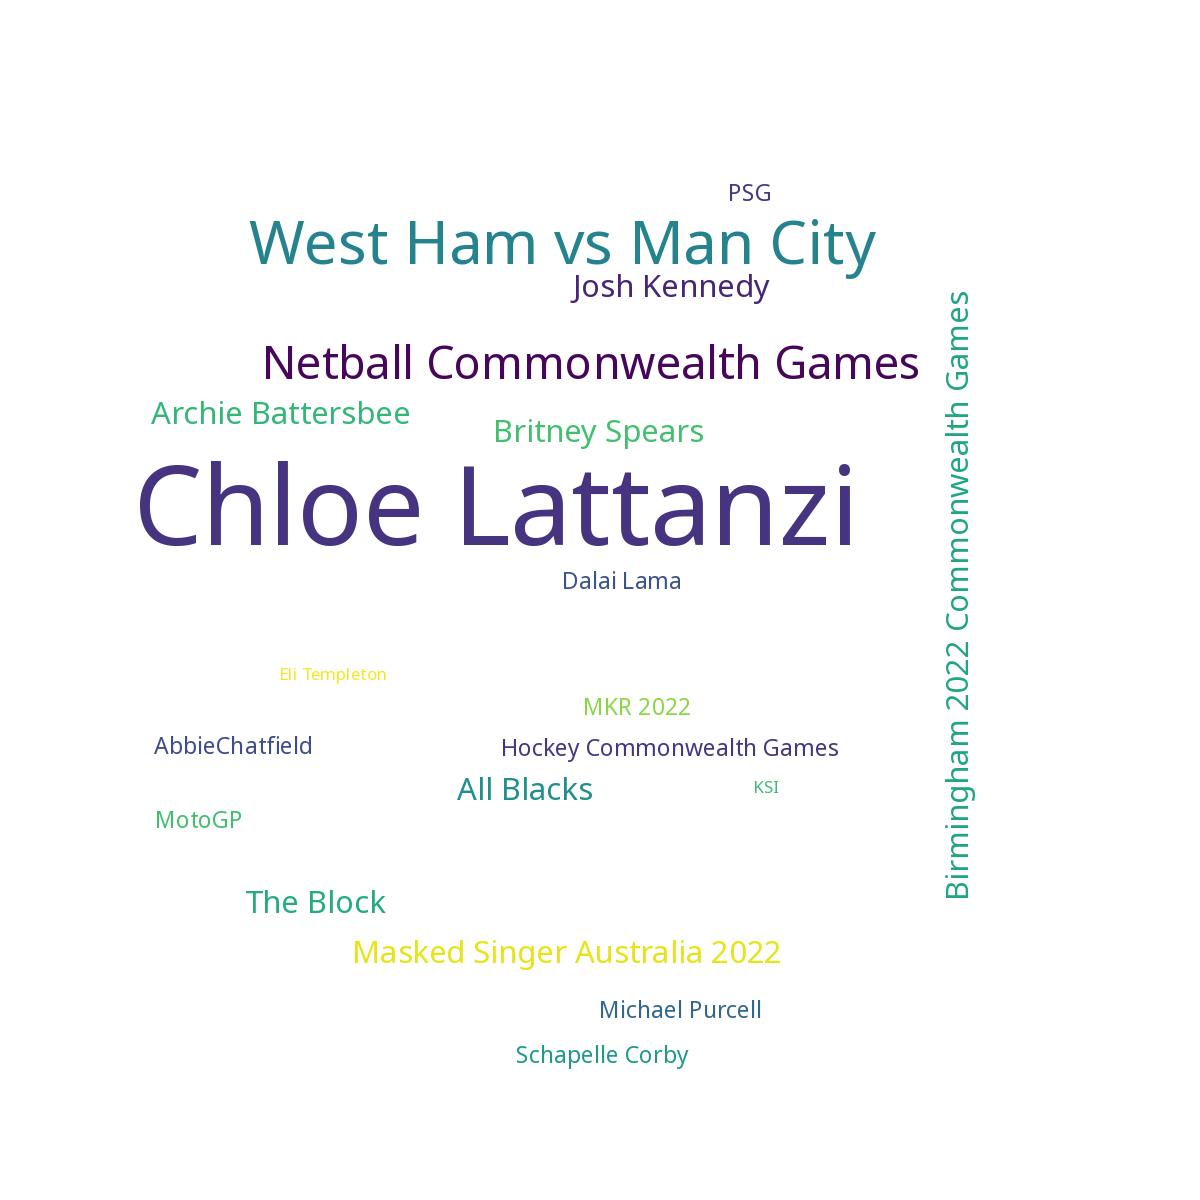 PSG
West Ham vs Man City
Josh Kennedy
Netball Commonwealth Games
Archie Battersbee
Britney Spears
Chloe Lattanzi
Birmingham 2022 Commonwealth Games
Dalai Lama
Eli Templeton
MKR 2022
AbbieChatfield
Hockey Commonwealth Games
All Blacks
KSI
MotoGP
The Block
Masked Singer Australia 2022
Michael Purcell
Schapelle Corby